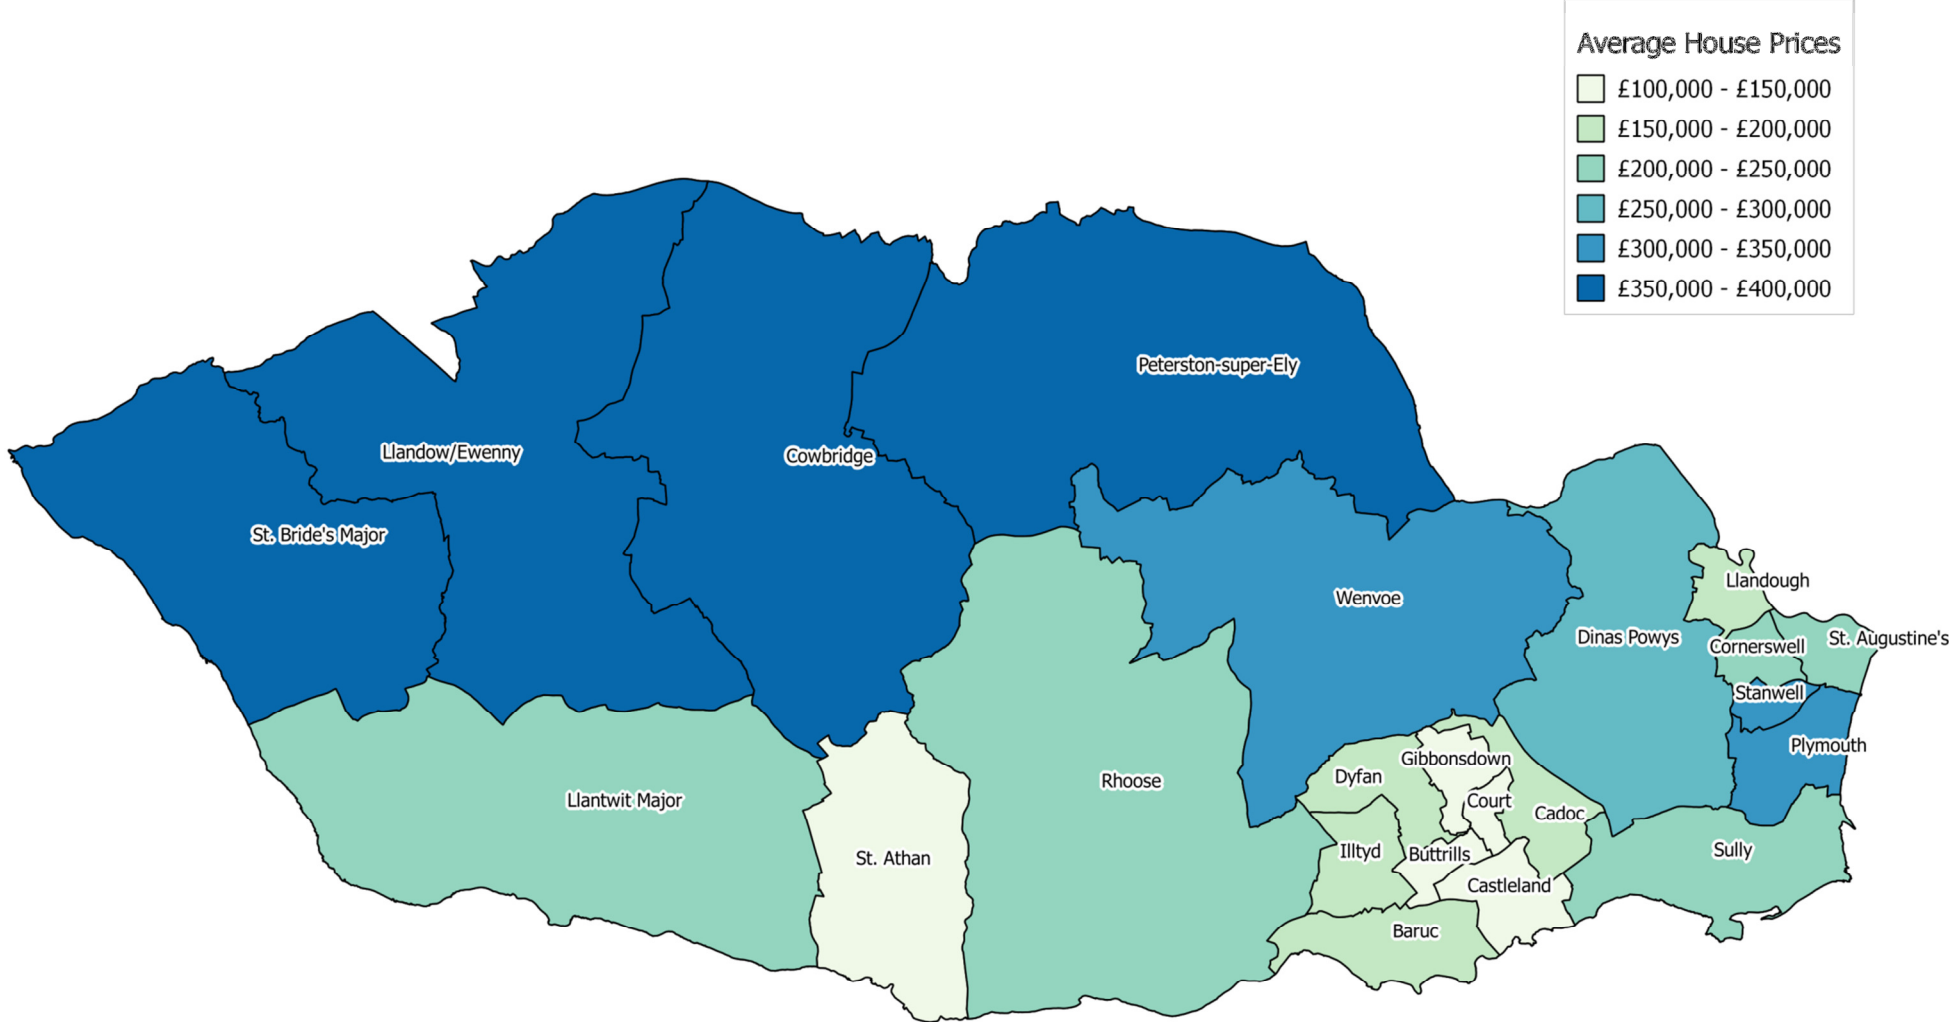 Average House Prices
£100,000 - £150,000
£150,000 - £200,000
£200,000 - £250,000
£250,000 - £300,000
£300,000 - £350,000
£350,000 - £400,000
Peterston-super-Ely
Llandow/Ewenny
Cowbridge
St. Bride's Major
Llandough
Wenvoe
Dinas Powys
St. Augustine's
Cornerswell
Stanwell
Plymouth
Gibbonsdown
Dyfan
Rhoose
Llantwit Major
Court
Cadoc
Sully
Illtyd
Buttrills
St. Athan
Castleland
Baruc